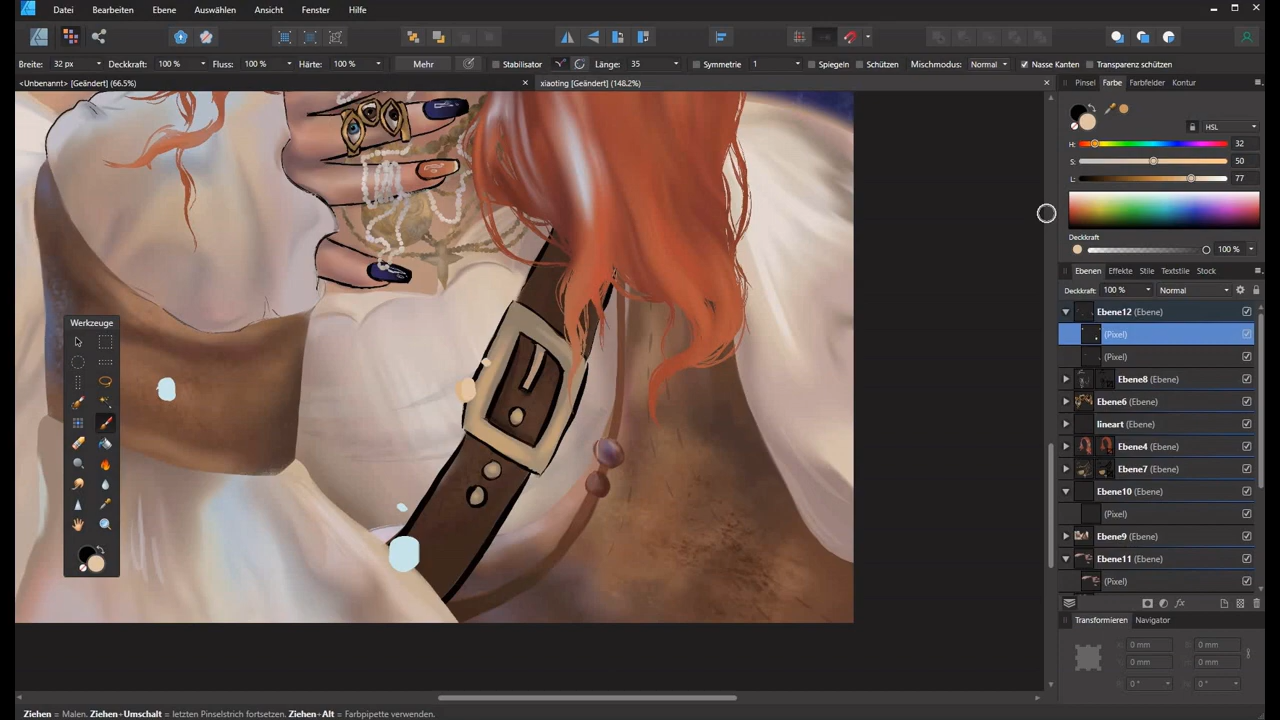 Datei Bearbeiten Ebene Auswählen Ansicht Fenster Hilfe
Breite: 32 px Deckkraft: 100 % Fluss: 100 % Härte: 100 % Mehr Stabilisator Länge: 35 Symmetrie 1 Spiegeln Schützen Mischmodus: Normal Nasse Kanten Transparenz schützen
<Unbenannt> [Geändert] (66.5%) xiaoting [Geändert] (148.2%)
Pinsel Farbe Farbfelder Kontur
HSL
H: 32
S: 50
L: 77
Deckkraft
100 %
Ebenen Effekte Stile Textstile Stock
Deckkraft: 100 % Normal
Ebene12 (Ebene)
(Pixel)
(Pixel)
Ebene8 (Ebene)
Ebene6 (Ebene)
lineart (Ebene)
Ebene4 (Ebene)
Ebene7 (Ebene)
Ebene10 (Ebene)
(Pixel)
Ebene9 (Ebene)
Ebene11 (Ebene)
(Pixel)
Werkzeuge
Transformieren Navigator
X: 0 mm B: 0 mm
Y: 0 mm H: 0 mm
R: 0 ° S: 0 °
Ziehen = Malen. Ziehen+Umschalt = letzten Pinselstrich fortsetzen. Ziehen+Alt = Farbpipette verwenden.